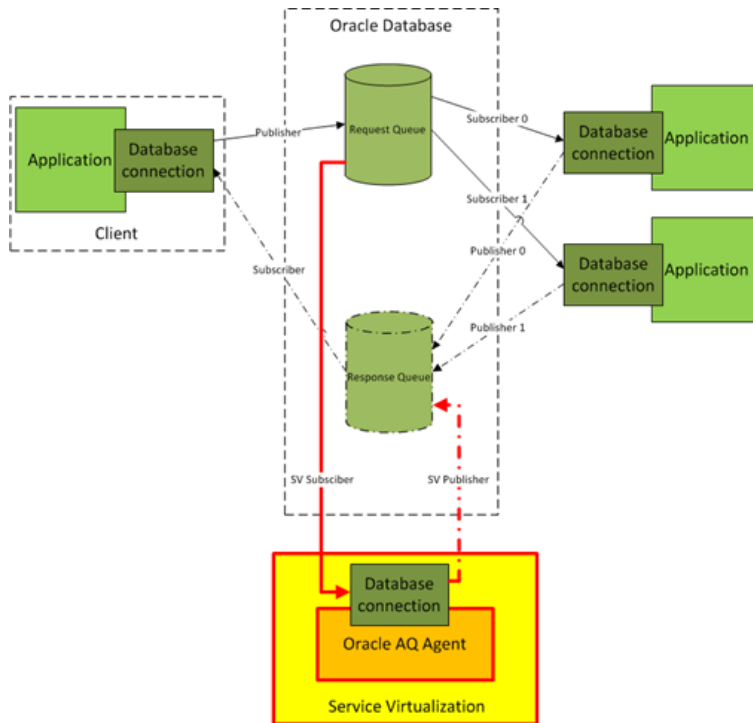 Oracle Database
Request Queue
Publisher
Subscriber 0
Application
Database
connection
Client
Database
connection
Application
Subscriber 1
Publisher 0
Subscriber
Database
connection
Application
Publisher 1
Response Queue
SV Subsciber
SV Publisher
Database
connection
Oracle AQ Agent
Service Virtualization